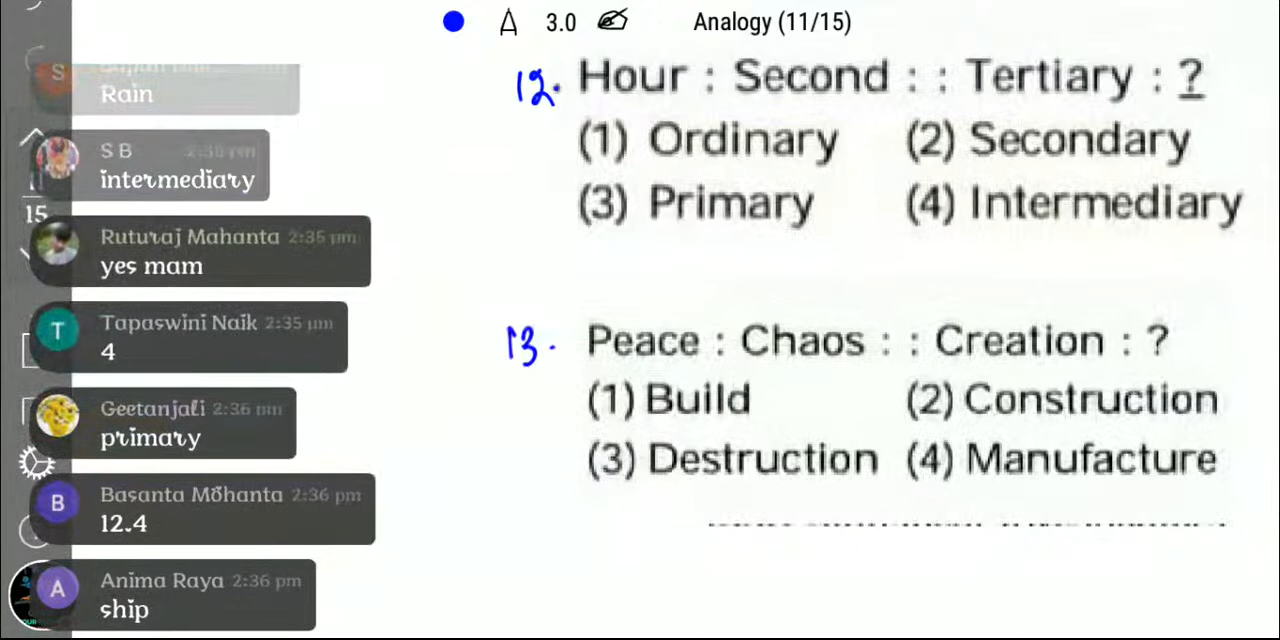 3.0 Analogy (11/15)
Rain
S B 2:36 pm
intermediary
15
Ruturaj Mahanta 2:35 pm
yes mam
T Tapaswini Naik 2:35 pm
4
Geetanjali 2:36 pm
primary
B Basanta Mohanta 2:36 pm
12.4
A Anima Raya 2:36 pm
ship
12. Hour : Second : : Tertiary : ?
(1) Ordinary (2) Secondary
(3) Primary (4) Intermediary
13. Peace : Chaos : : Creation : ?
(1) Build (2) Construction
(3) Destruction (4) Manufacture